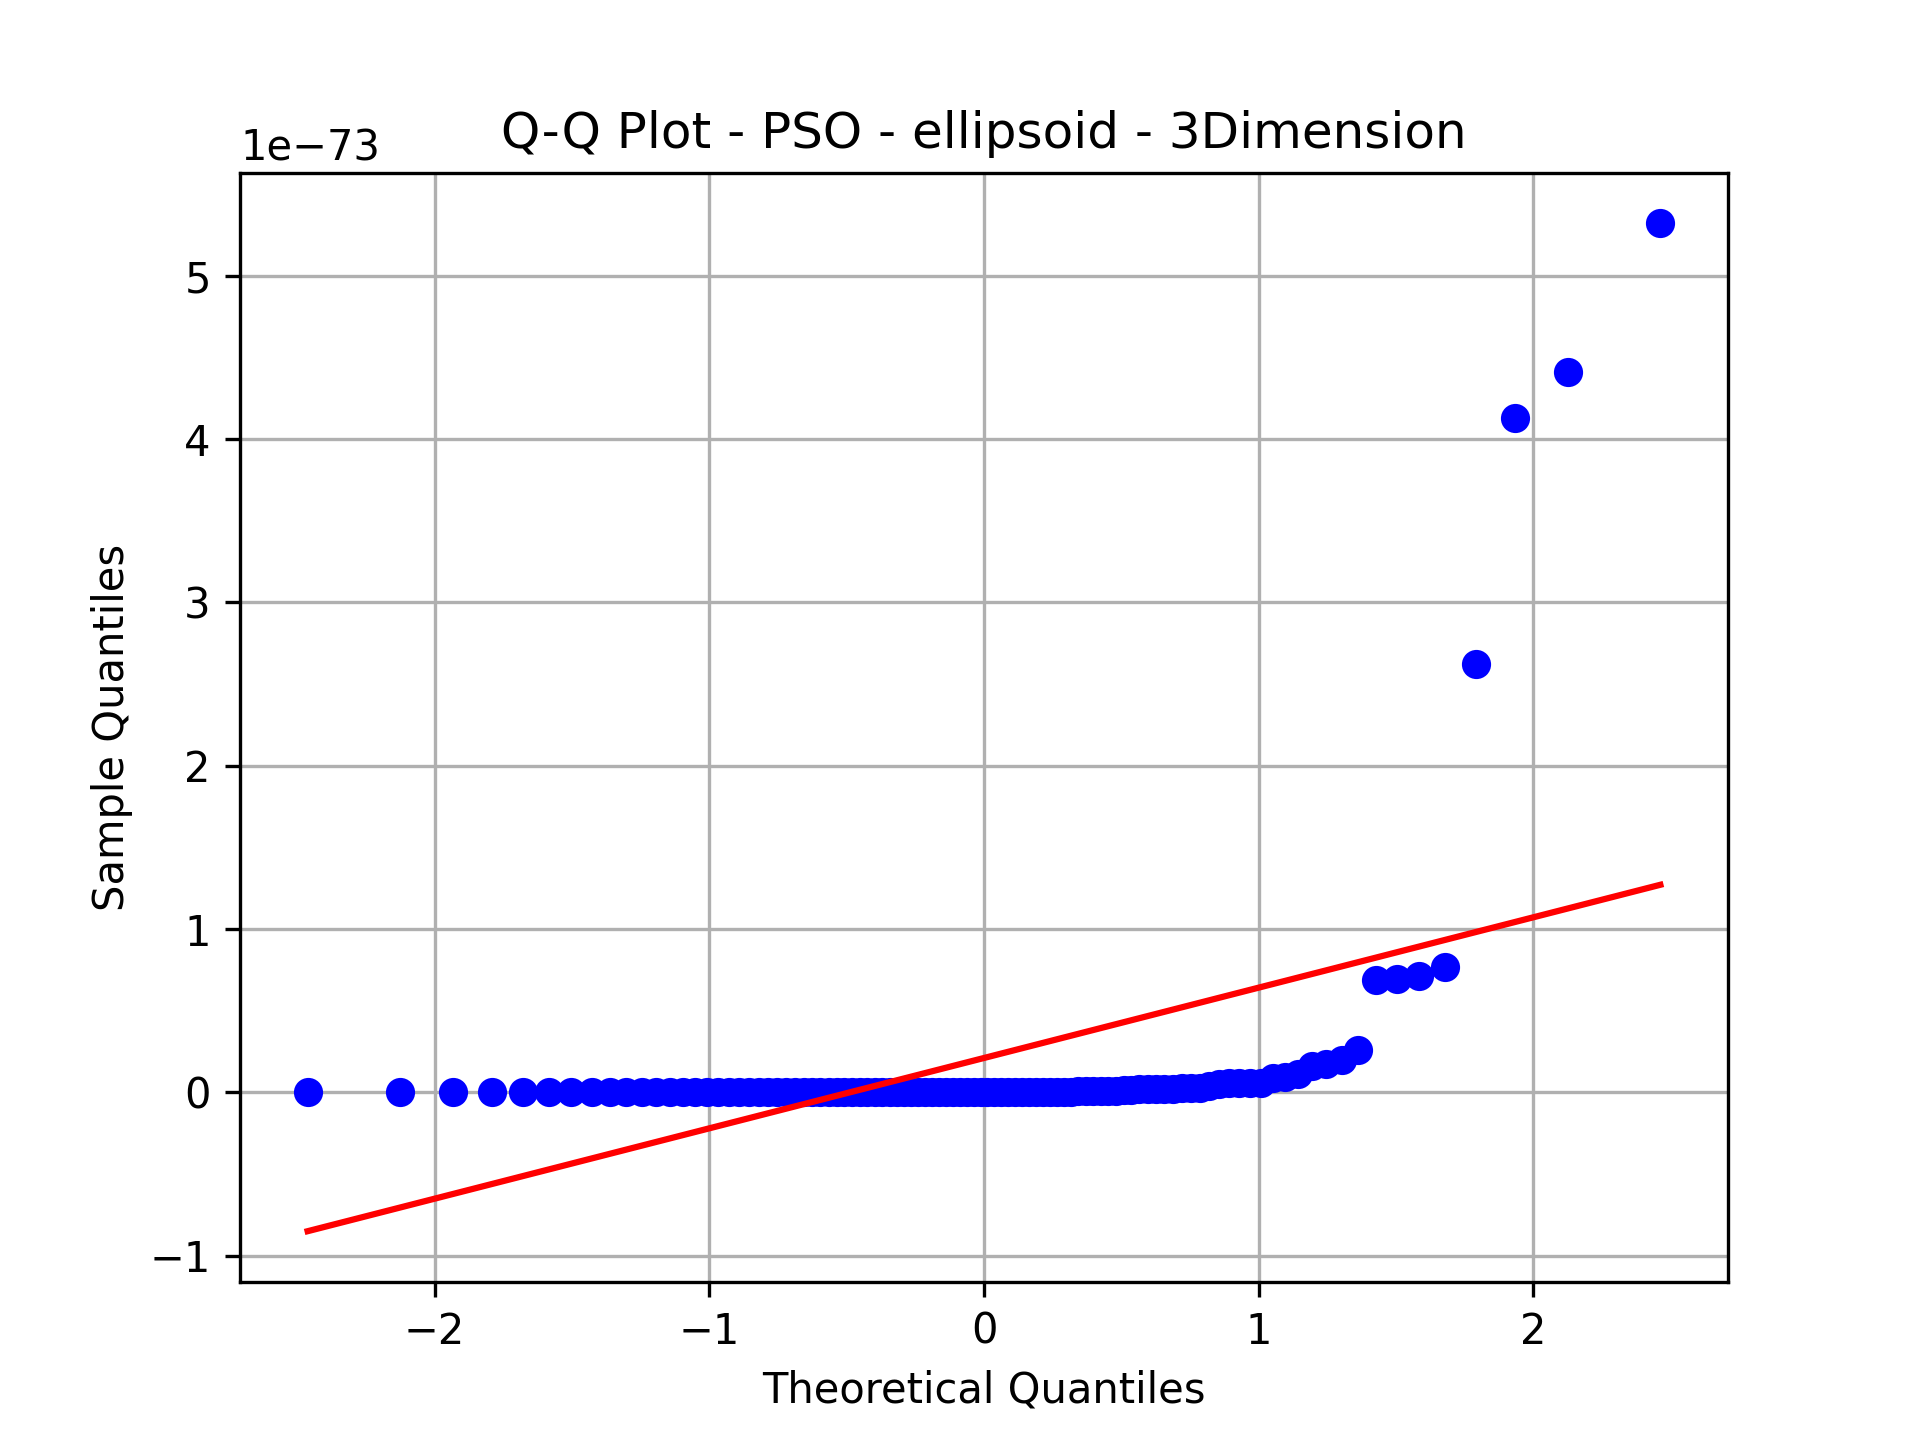 Q-Q Plot - PSO - ellipsoid - 3Dimension
1e−73
5
4
3
2
1
0
−1
Sample Quantiles
−2 −1 0 1 2
Theoretical Quantiles